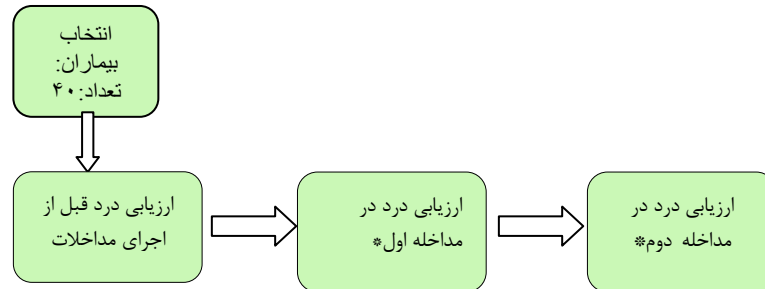 انتخاب
بیماران:
تعداد:۴۰
ارزیابی درد قبل از
اجرای مداخلات
ارزیابی درد در
مداخله اول*
ارزیابی درد در
مداخله دوم*